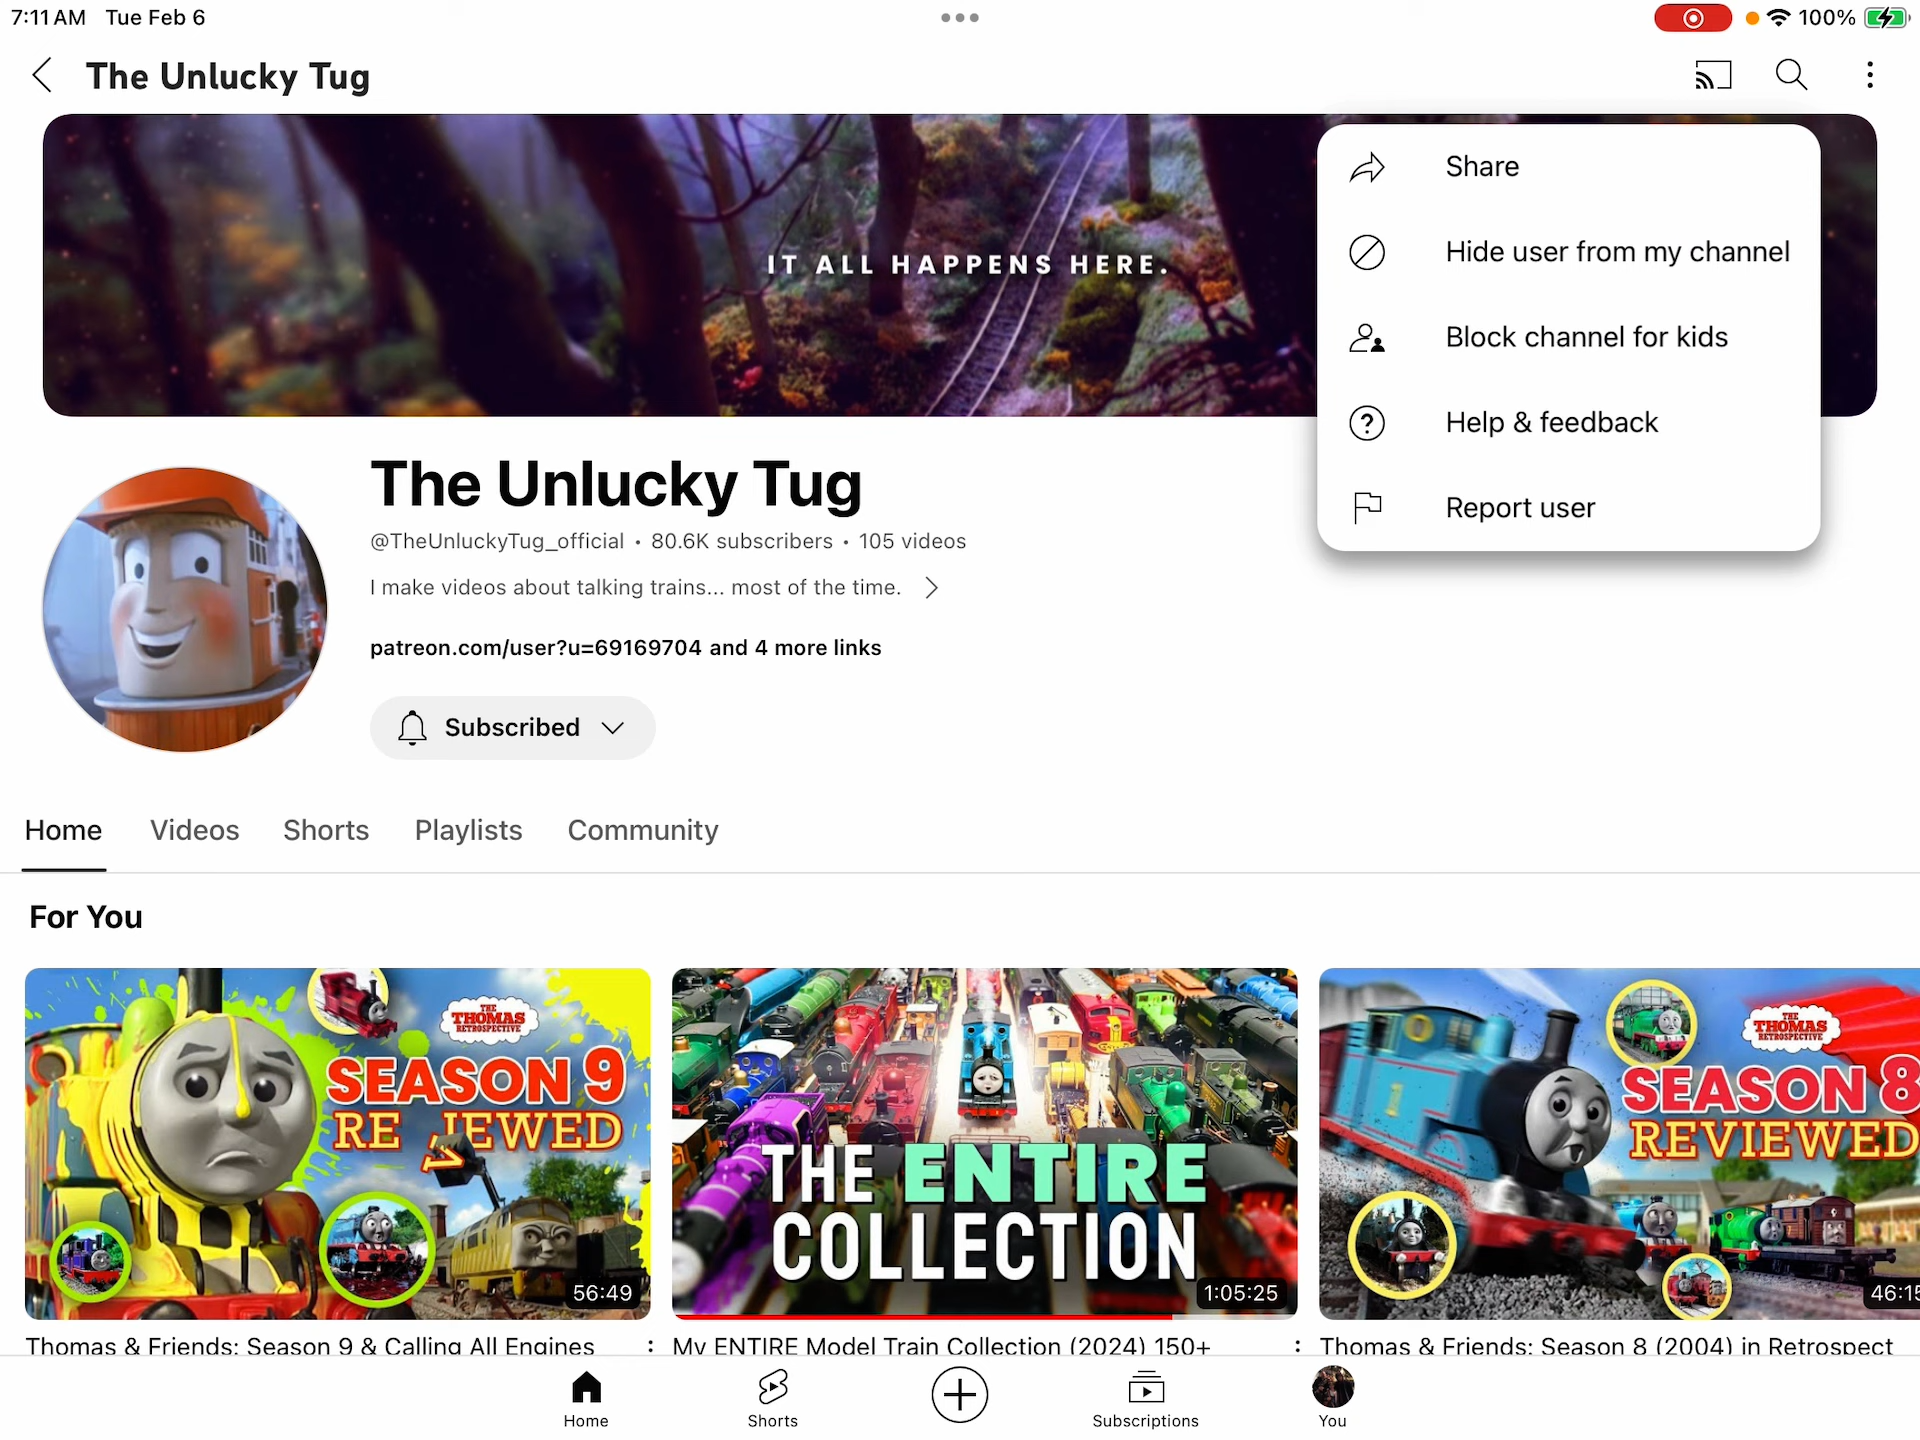 7:11 AM Tue Feb 6
100%
The Unlucky Tug
IT ALL HAPPENS HERE.
Share
Hide user from my channel
Block channel for kids
Help & feedback
Report user
The Unlucky Tug
@TheUnluckyTug_official • 80.6K subscribers • 105 videos
I make videos about talking trains... most of the time.
patreon.com/user?u=69169704 and 4 more links
Subscribed
Home Videos Shorts Playlists Community
For You
THE
THOMAS
RETROSPECTIVE
SEASON 9
REVIEWED
56:49
THE ENTIRE
COLLECTION
1:05:25
THE
THOMAS
RETROSPECTIVE
SEASON 8
REVIEWED
1
46:15
Thomas & Friends: Season 9 & Calling All Engines
My ENTIRE Model Train Collection (2024) 150+
Thomas & Friends: Season 8 (2004) in Retrospect
Home
Shorts
Subscriptions
You